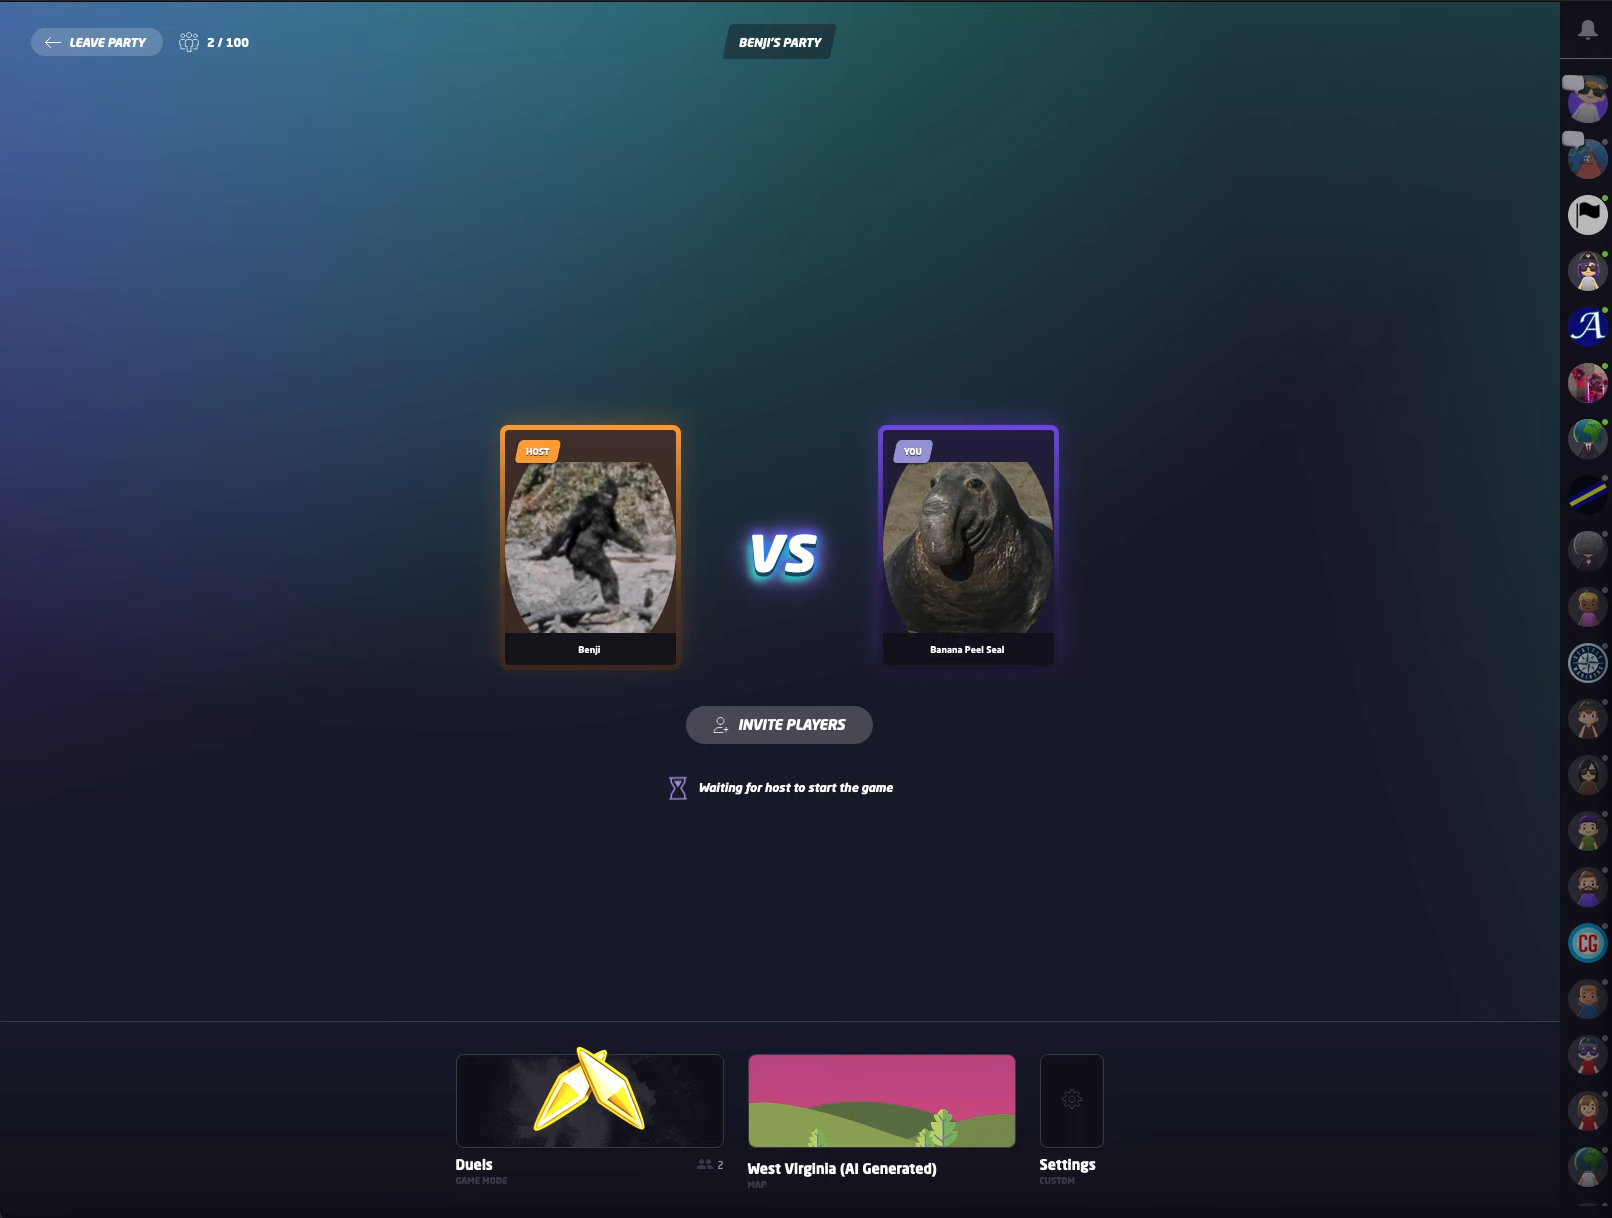 LEAVE PARTY
2 / 100
BENJI'S PARTY
HOST
Benji
VS
YOU
Banana Peel Seal
INVITE PLAYERS
Waiting for host to start the game
Duels
2
GAME MODE
West Virginia (AI Generated)
MAP
Settings
CUSTOM
A
CG